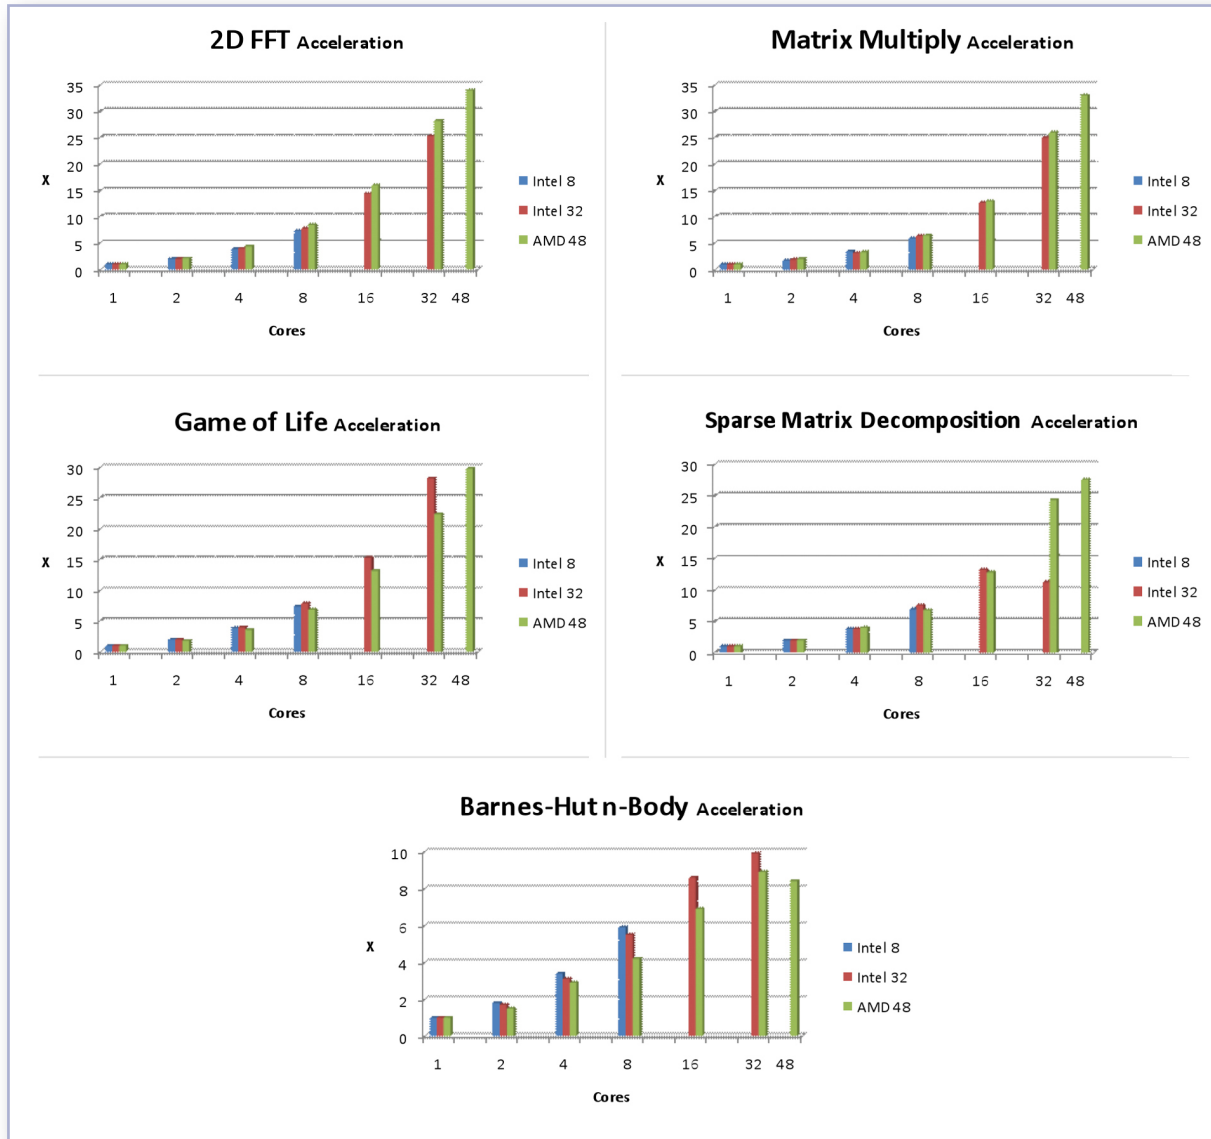 2D FFT Acceleration
35
30
25
20
15
10
5
0
X
1 2 4 8 16 32 48
Cores
Intel 8
Intel 32
AMD 48
Matrix Multiply Acceleration
35
30
25
20
15
10
5
0
X
1 2 4 8 16 32 48
Cores
Intel 8
Intel 32
AMD 48
Game of Life Acceleration
30
25
20
15
10
5
0
X
1 2 4 8 16 32 48
Cores
Intel 8
Intel 32
AMD 48
Sparse Matrix Decomposition Acceleration
30
25
20
15
10
5
0
X
1 2 4 8 16 32 48
Cores
Intel 8
Intel 32
AMD 48
Barnes-Hut n-Body Acceleration
10
8
6
4
2
0
X
1 2 4 8 16 32 48
Cores
Intel 8
Intel 32
AMD 48